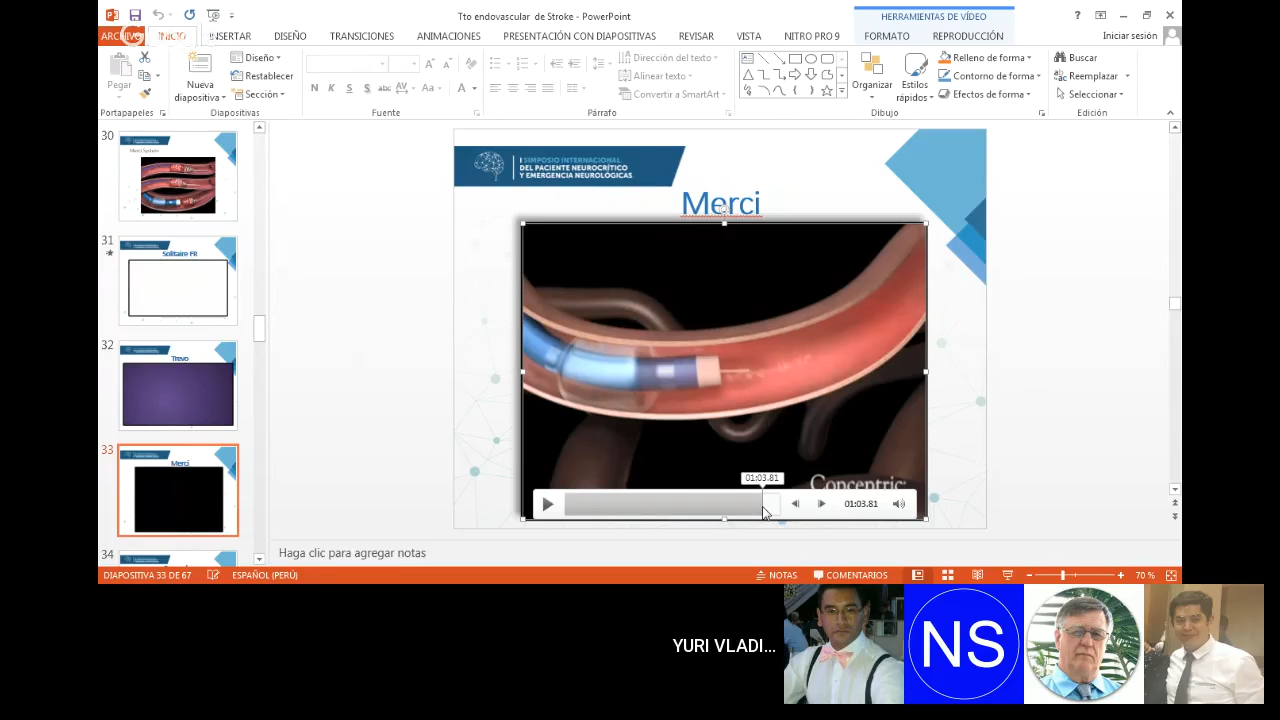 Tto endovascular de Stroke - PowerPoint
HERRAMIENTAS DE VÍDEO
ARCHIVO INICIO INSERTAR DISEÑO TRANSICIONES ANIMACIONES PRESENTACIÓN CON DIAPOSITIVAS REVISAR VISTA NITRO PRO 9 FORMATO REPRODUCCIÓN Iniciar sesión
Pegar
Nueva diapositiva
Diseño
Restablecer
Sección
N K S S abc AV Aa A
Dirección del texto
Alinear texto
Convertir a SmartArt
Organizar
Estilos rápidos
Relleno de forma
Contorno de forma
Efectos de forma
Buscar
Reemplazar
Seleccionar
Portapapeles Diapositivas Fuente Párrafo Dibujo Edición
30
Merci System
31
Solitaire FR
32
Trevo
33
Merci
34
I SIMPOSIO INTERNACIONAL
DEL PACIENTE NEUROCRÍTICO
Y EMERGENCIA NEUROLÓGICAS
Merci
Concentric
01:03.81
01:03.81
Haga clic para agregar notas
DIAPOSITIVA 33 DE 67 ESPAÑOL (PERÚ) NOTAS COMENTARIOS 70 %
YURI VLADI...
NS